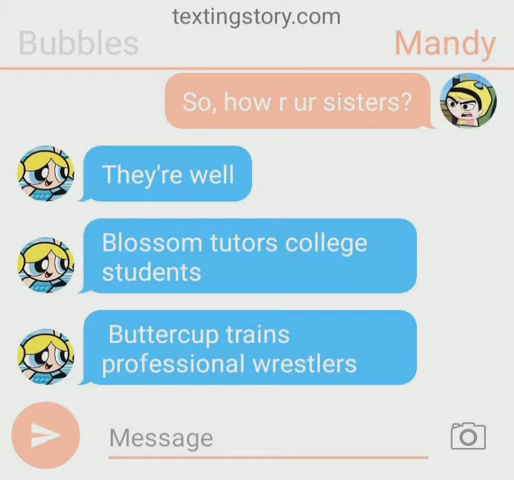 textingstory.com
Bubbles Mandy
So, how r ur sisters?
They're well
Blossom tutors college
students
Buttercup trains
professional wrestlers
Message